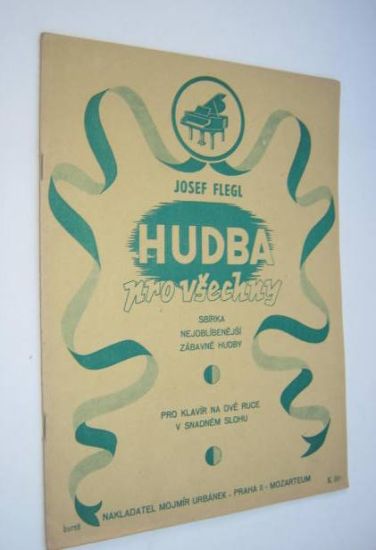 JOSEF FLEGL
HUDBA
pro všechny
SBÍRKA
NEJOBLÍBENĚJŠÍ
ZÁBAVNÉ HUDBY
PRO KLAVÍR NA DVĚ RUCE
V SNADNÉM SLOHU
NAKLADATEL MOJMÍR URBÁNEK - PRAHA II - MOZARTEUM